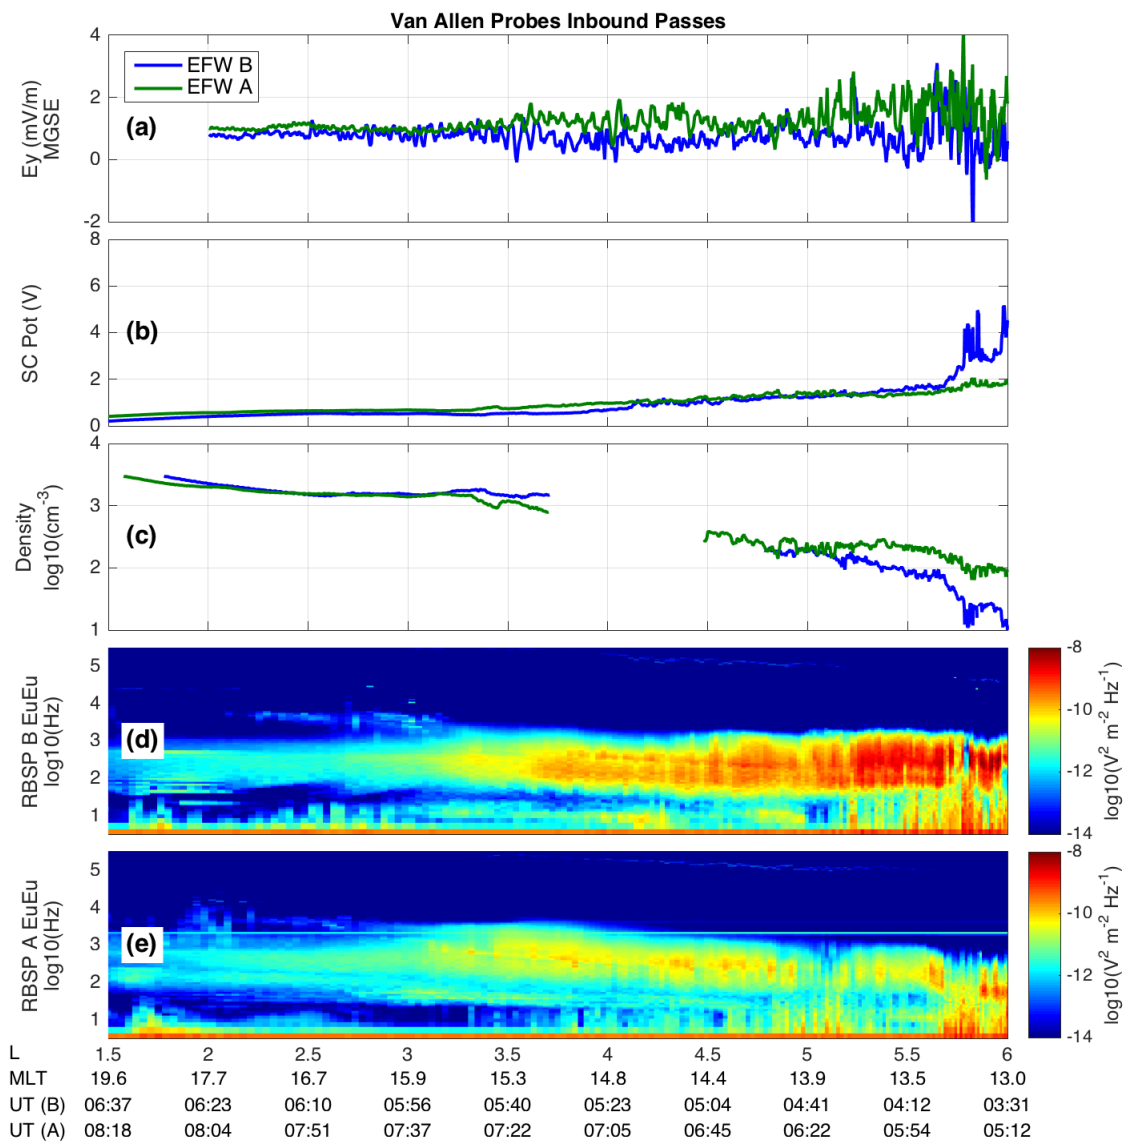 Van Allen Probes Inbound Passes
4
2
0
-2
Ey (mV/m)
MGSE
EFW B
EFW A
(a)
8
6
4
2
0
SC Pot (V)
(b)
4
3
2
1
Density
log10(cm-3)
(c)
5
4
3
2
1
RBSP B EuEu
log10(Hz)
(d)
-8
-10
-12
-14
log10(V2 m-2 Hz-1)
5
4
3
2
1
RBSP A EuEu
log10(Hz)
(e)
-8
-10
-12
-14
log10(V2 m-2 Hz-1)
L 1.5 2 2.5 3 3.5 4 4.5 5 5.5 6
MLT 19.6 17.7 16.7 15.9 15.3 14.8 14.4 13.9 13.5 13.0
UT (B) 06:37 06:23 06:10 05:56 05:40 05:23 05:04 04:41 04:12 03:31
UT (A) 08:18 08:04 07:51 07:37 07:22 07:05 06:45 06:22 05:54 05:12